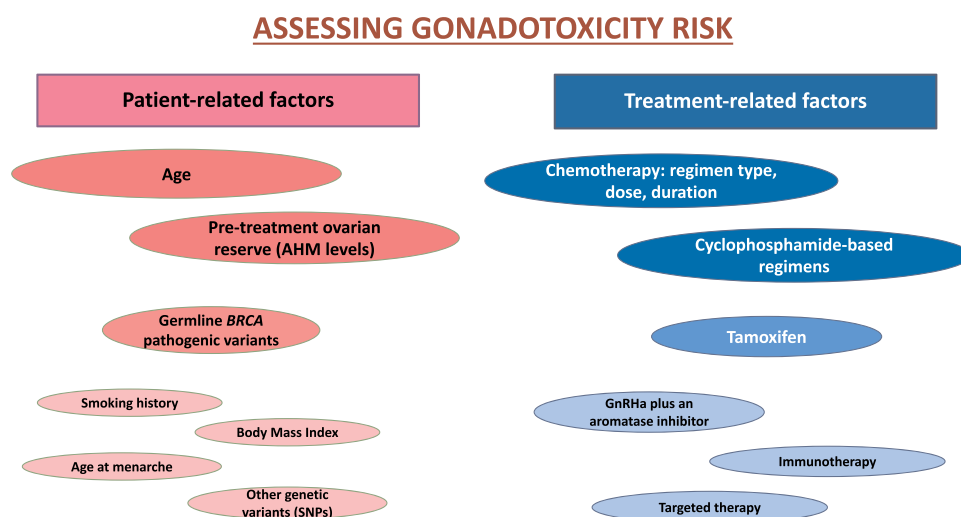 ASSESSING GONADOTOXICITY RISK
Patient-related factors
Age
Pre-treatment ovarian
reserve (AHM levels)
Germline BRCA
pathogenic variants
Smoking history
Body Mass Index
Age at menarche
Other genetic
variants (SNPs)
Treatment-related factors
Chemotherapy: regimen type,
dose, duration
Cyclophosphamide-based
regimens
Tamoxifen
GnRHa plus an
aromatase inhibitor
Immunotherapy
Targeted therapy